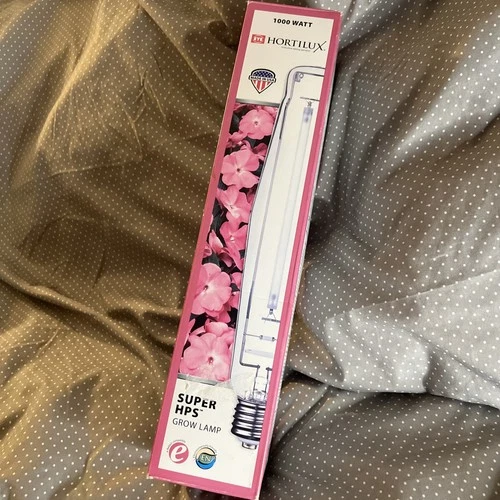 1000 WATT
EYE HORTILUX
SUPER
HPS™
GROW LAMP
e